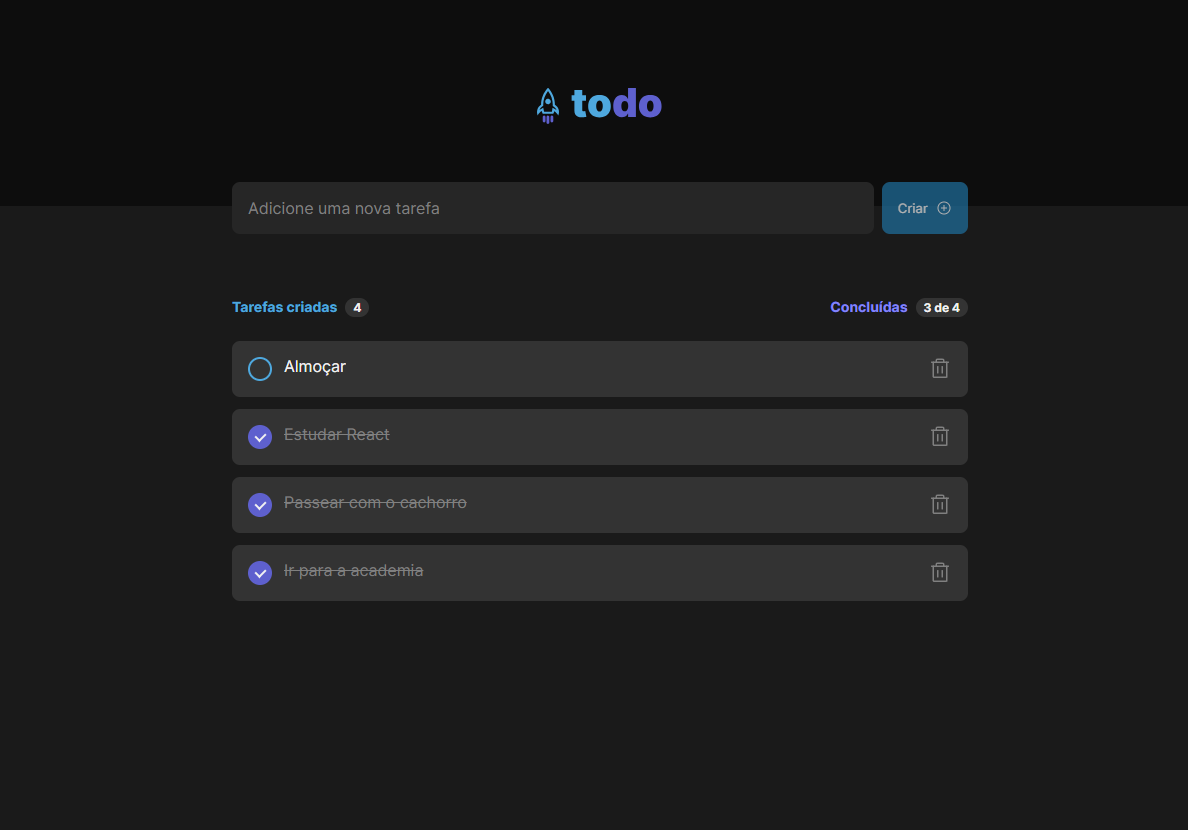 todo
Adicione uma nova tarefa
Criar
Tarefas criadas 4
Concluídas 3 de 4
Almoçar
Estudar React
Passear com o cachorro
Ir para a academia